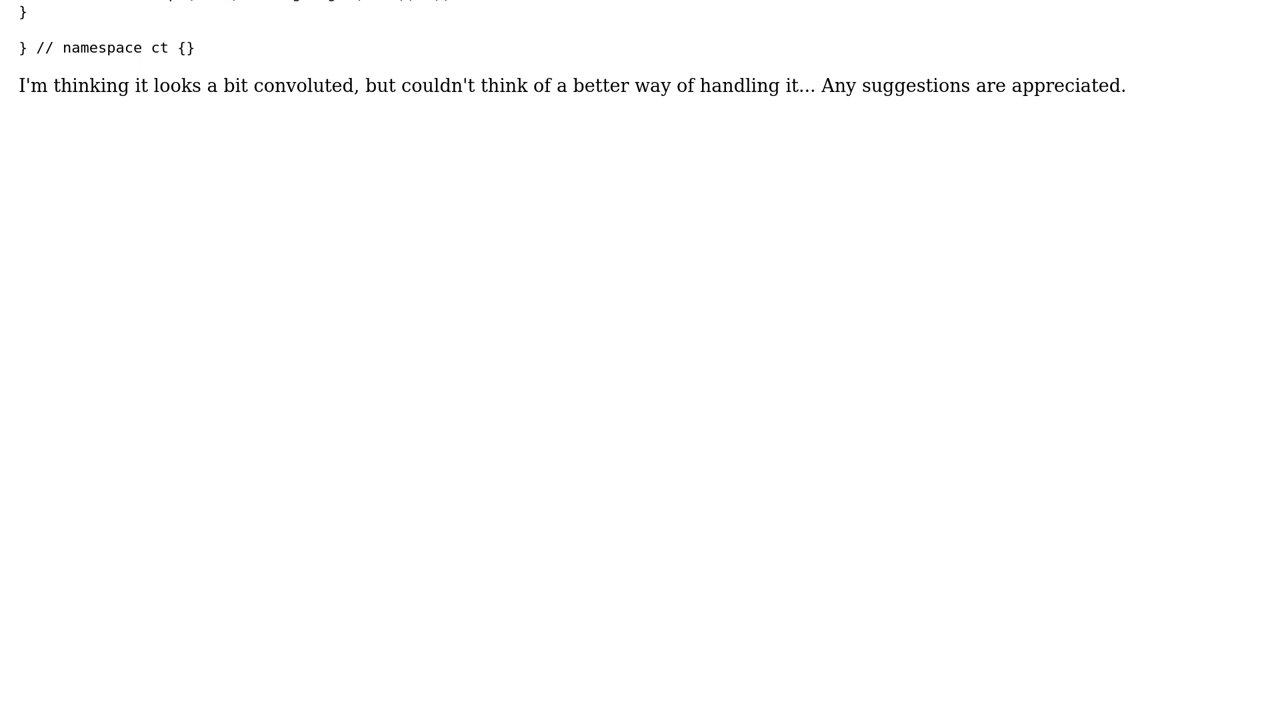 }
} // namespace ct {}
I'm thinking it looks a bit convoluted, but couldn't think of a better way of handling it... Any suggestions are appreciated.